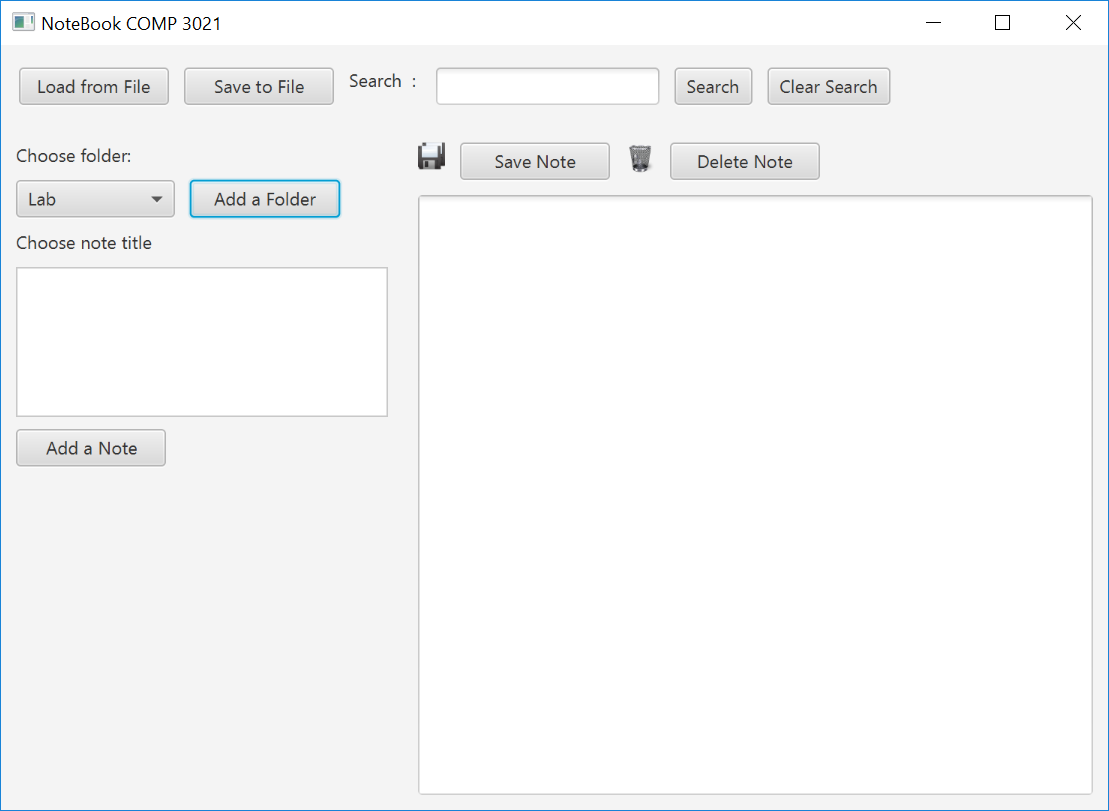 NoteBook COMP 3021
Load from File Save to File Search : Search Clear Search
Choose folder:
Save Note Delete Note
Lab Add a Folder
Choose note title
Add a Note